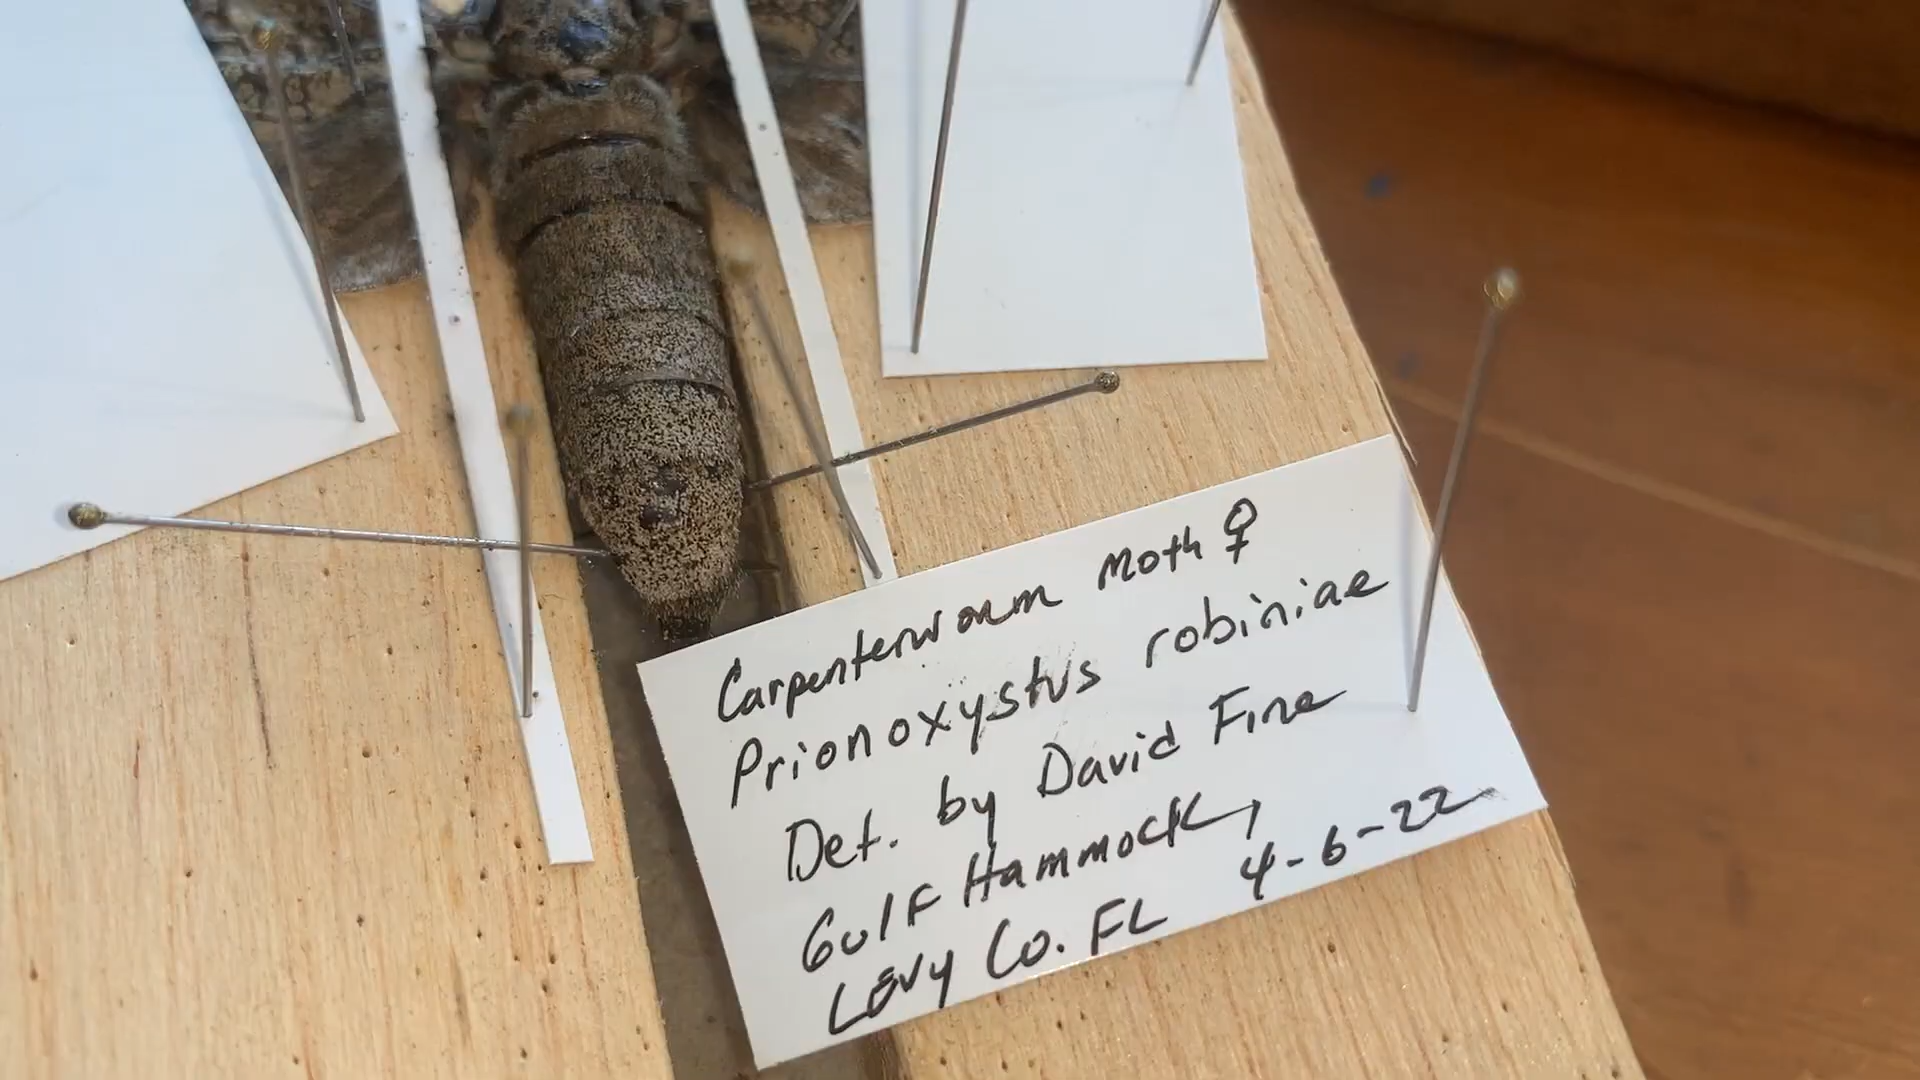 Carpenterworm Moth ♀
Prionoxystus robiniae
Det. by David Fine
Gulf Hammock,
Levy Co. FL 4-6-22